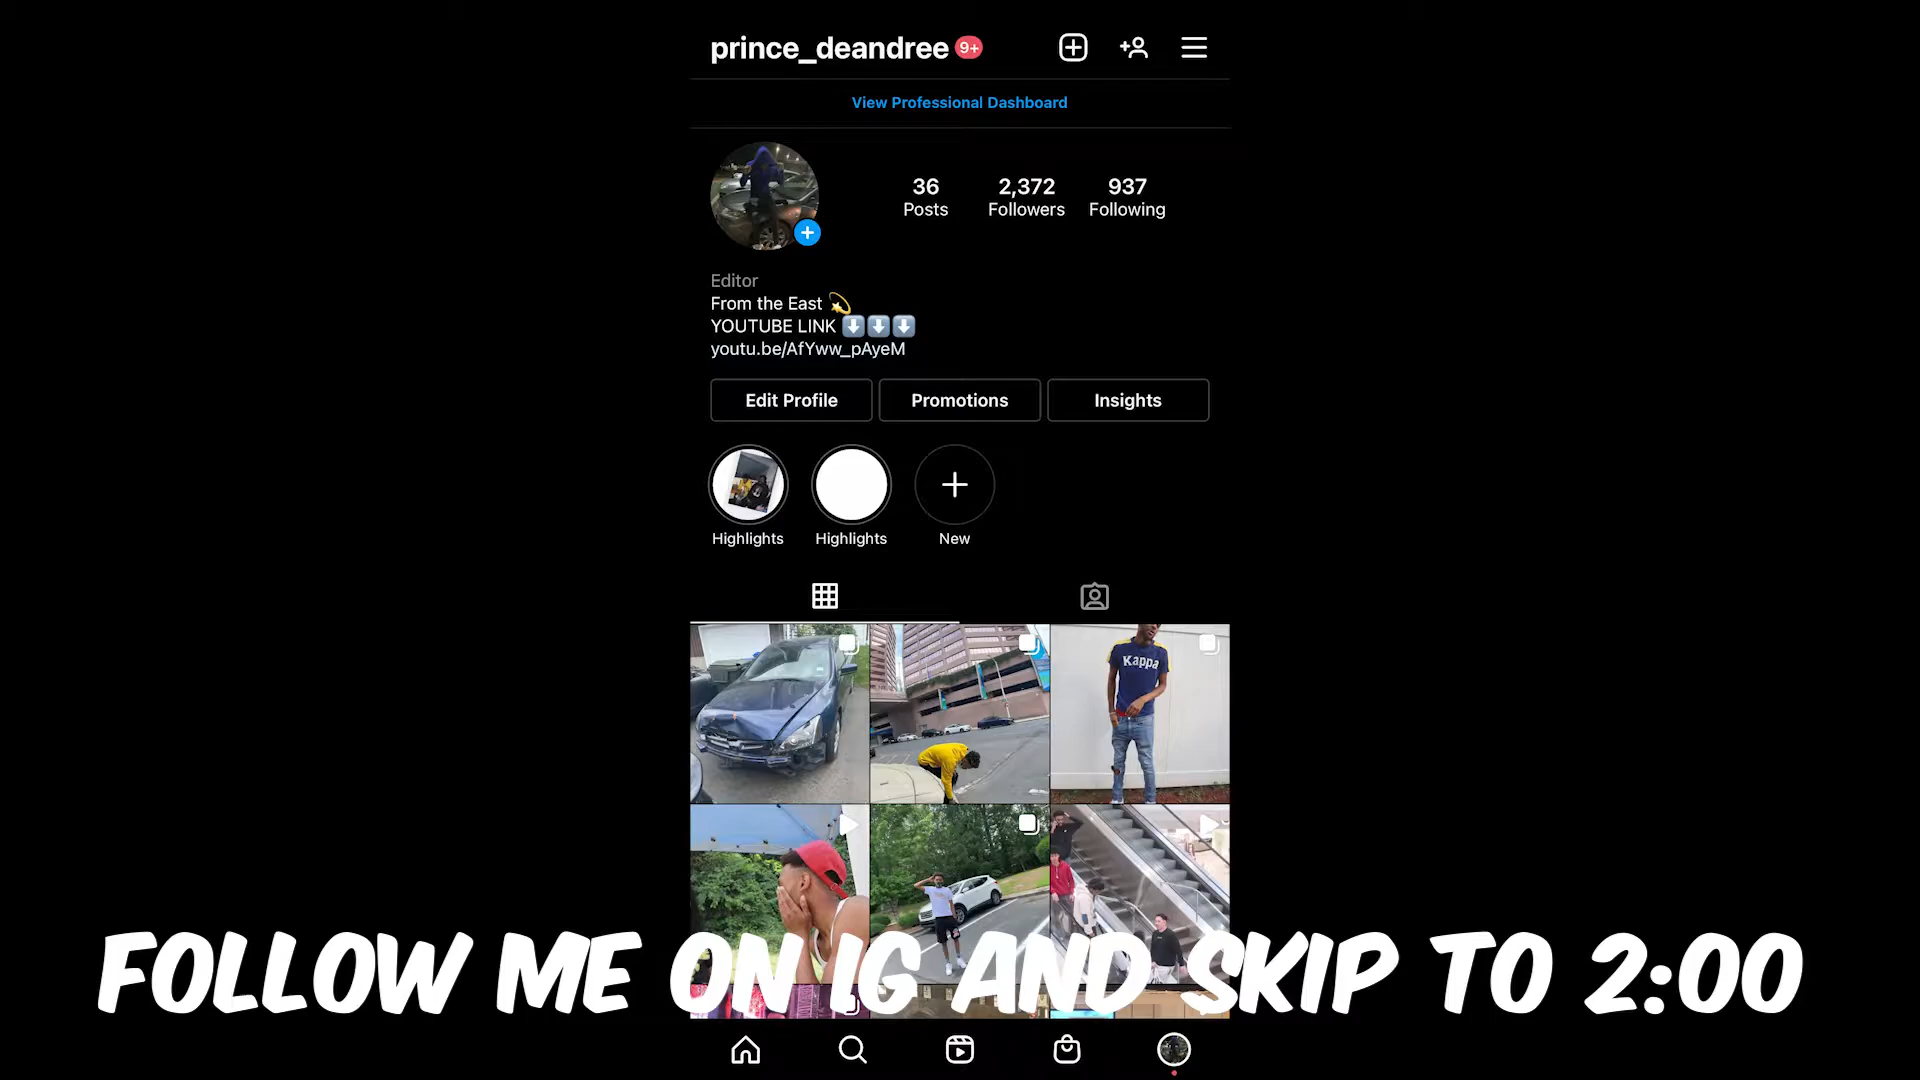 prince_deandree 9+
View Professional Dashboard
36 2,372 937
Posts Followers Following
Editor
From the East 💫
YOUTUBE LINK ⬇️⬇️⬇️
youtu.be/AfYww_pAyeM
Edit Profile Promotions Insights
Highlights Highlights New
Kappa
FOLLOW ME ON IG AND SKIP TO 2:00